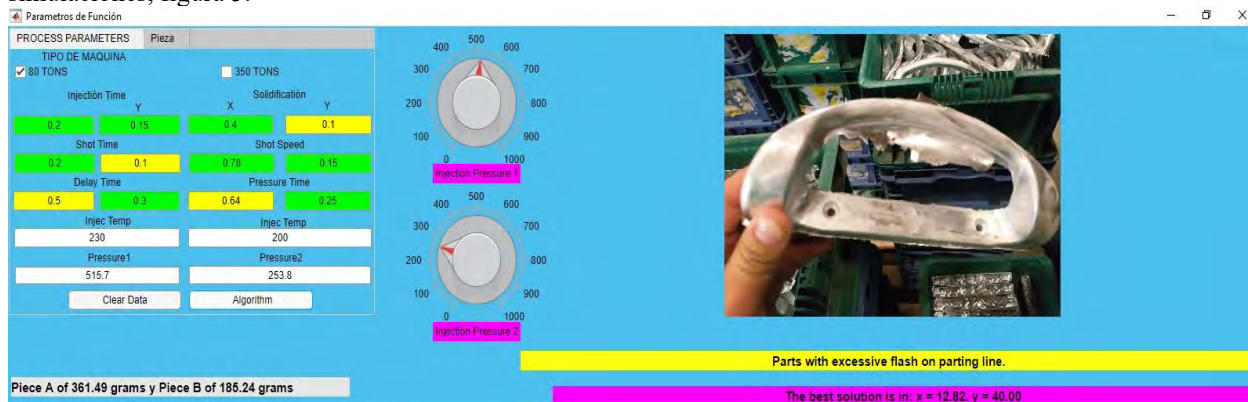 simulaciones, figura 5.
Parametros de Función
PROCESS PARAMETERS Pieza
TIPO DE MAQUINA
80 TONS 350 TONS
Injectión Time Solidificatión
Y X Y
0.2 0.15 0.4 0.1
Shot Time Shot Speed
0.2 0.1 0.78 0.15
Delay Time Pressure Time
0.5 0.3 0.64 0.25
Injec Temp Injec Temp
230 200
Pressure1 Pressure2
515.7 253.8
Clear Data Algorithm
500
400 600
300 700
200 800
100 900
0 1000
Injection Pressure 1
500
400 600
300 700
200 800
100 900
0 1000
Injection Pressure 2
Parts with excessive flash on parting line.
Piece A of 361.49 grams y Piece B of 185.24 grams
The best solution is in: x = 12.82, y = 40.00